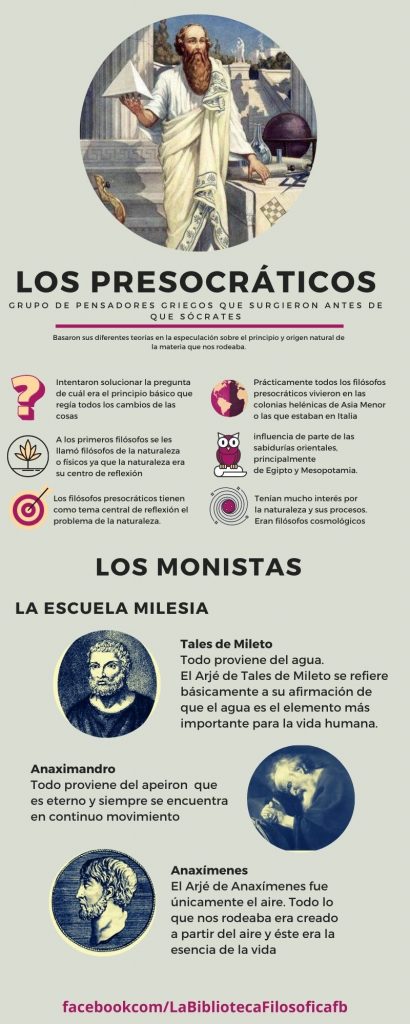 LOS PRESOCRÁTICOS
GRUPO DE PENSADORES GRIEGOS QUE SURGIERON ANTES DE
QUE SÓCRATES
Basaron sus diferentes teorías en la especulación sobre el principio y origen natural de
la materia que nos rodeaba.
Intentaron solucionar la pregunta
de cuál era el principio básico que
regía todos los cambios de las
cosas
Prácticamente todos los filósofos
presocráticos vivieron en las
colonias helénicas de Asia Menor
o las que estaban en Italia
A los primeros filósofos se les
llamó filósofos de la naturaleza
o físicos ya que la naturaleza era
su centro de reflexión
influencia de parte de las
sabidurías orientales,
principalmente
de Egipto y Mesopotamia.
Los filósofos presocráticos tienen
como tema central de reflexión el
problema de la naturaleza.
Tenían mucho interés por
la naturaleza y sus procesos.
Eran filósofos cosmológicos
LOS MONISTAS
LA ESCUELA MILESIA
Tales de Mileto
Todo proviene del agua.
El Arjé de Tales de Mileto se refiere
básicamente a su afirmación de
que el agua es el elemento más
importante para la vida humana.
Anaximandro
Todo proviene del apeiron que
es eterno y siempre se encuentra
en continuo movimiento
Anaxímenes
El Arjé de Anaxímenes fue
únicamente el aire. Todo lo
que nos rodeaba era creado
a partir del aire y éste era la
esencia de la vida
facebookcom/LaBibliotecaFilosoficafb